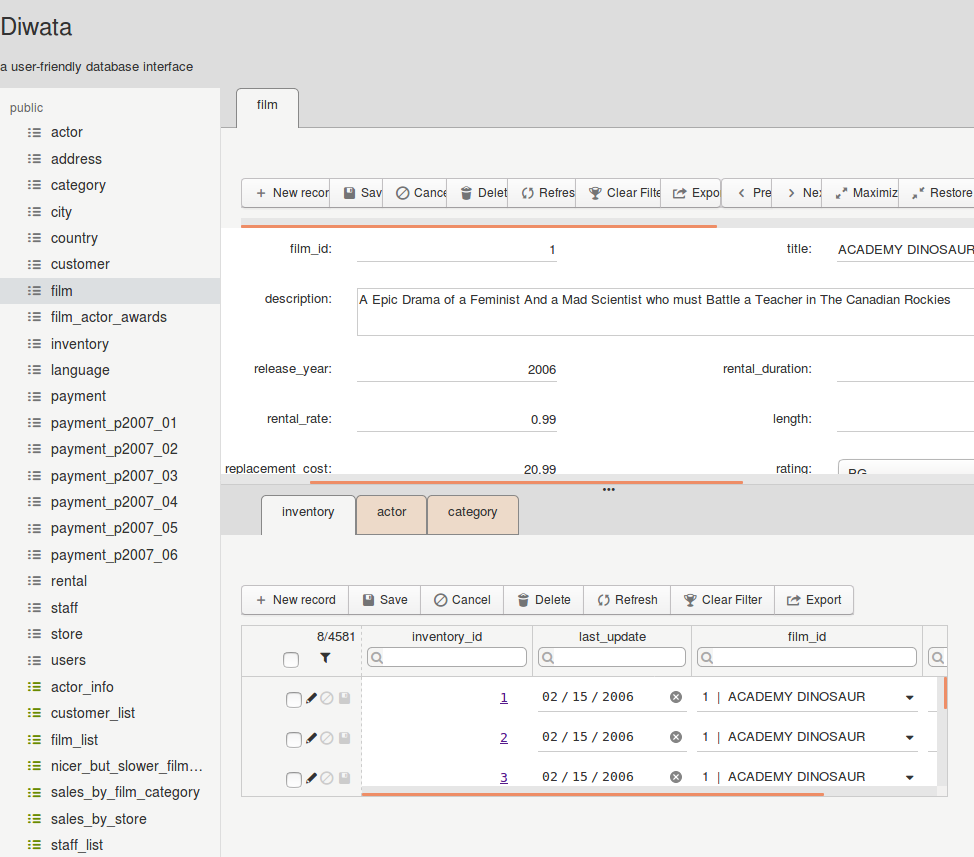 Diwata
a user-friendly database interface
public
actor
address
category
city
country
customer
film
film_actor_awards
inventory
language
payment
payment_p2007_01
payment_p2007_02
payment_p2007_03
payment_p2007_04
payment_p2007_05
payment_p2007_06
rental
staff
store
users
actor_info
customer_list
film_list
nicer_but_slower_film...
sales_by_film_category
sales_by_store
staff_list
film
+ New recor Sav Cance Delet Refres Clear Filte Expo < Pre > Nex Maximiz Restore
film_id: 1 title: ACADEMY DINOSAUR
description: A Epic Drama of a Feminist And a Mad Scientist who must Battle a Teacher in The Canadian Rockies
release_year: 2006 rental_duration:
rental_rate: 0.99 length:
replacement_cost: 20.99 rating: PG
inventory actor category
+ New record Save Cancel Delete Refresh Clear Filter Export
8/4581 inventory_id last_update film_id
1 02/15/2006 1 | ACADEMY DINOSAUR
2 02/15/2006 1 | ACADEMY DINOSAUR
3 02/15/2006 1 | ACADEMY DINOSAUR